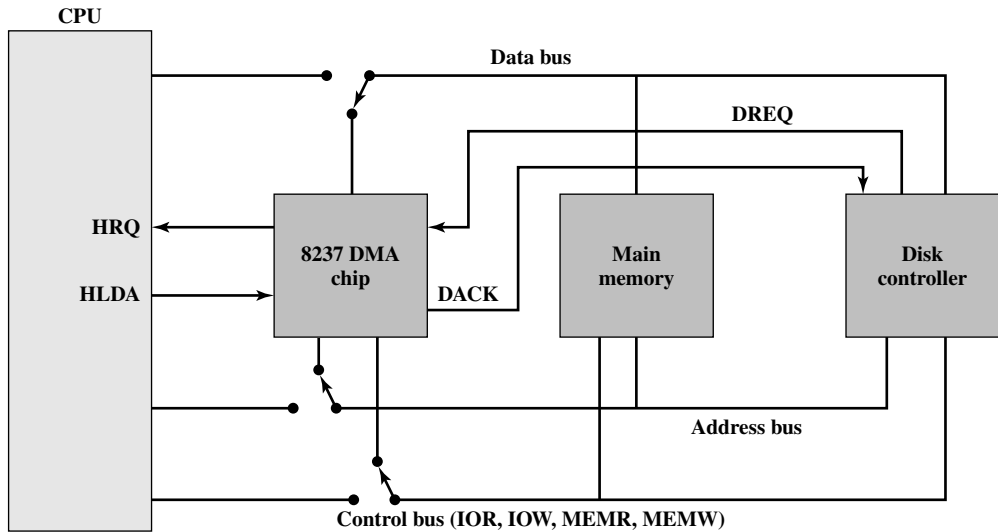 CPU
Data bus
DREQ
HRQ
8237 DMA
chip
Main
memory
Disk
controller
HLDA
DACK
Address bus
Control bus (IOR, IOW, MEMR, MEMW)